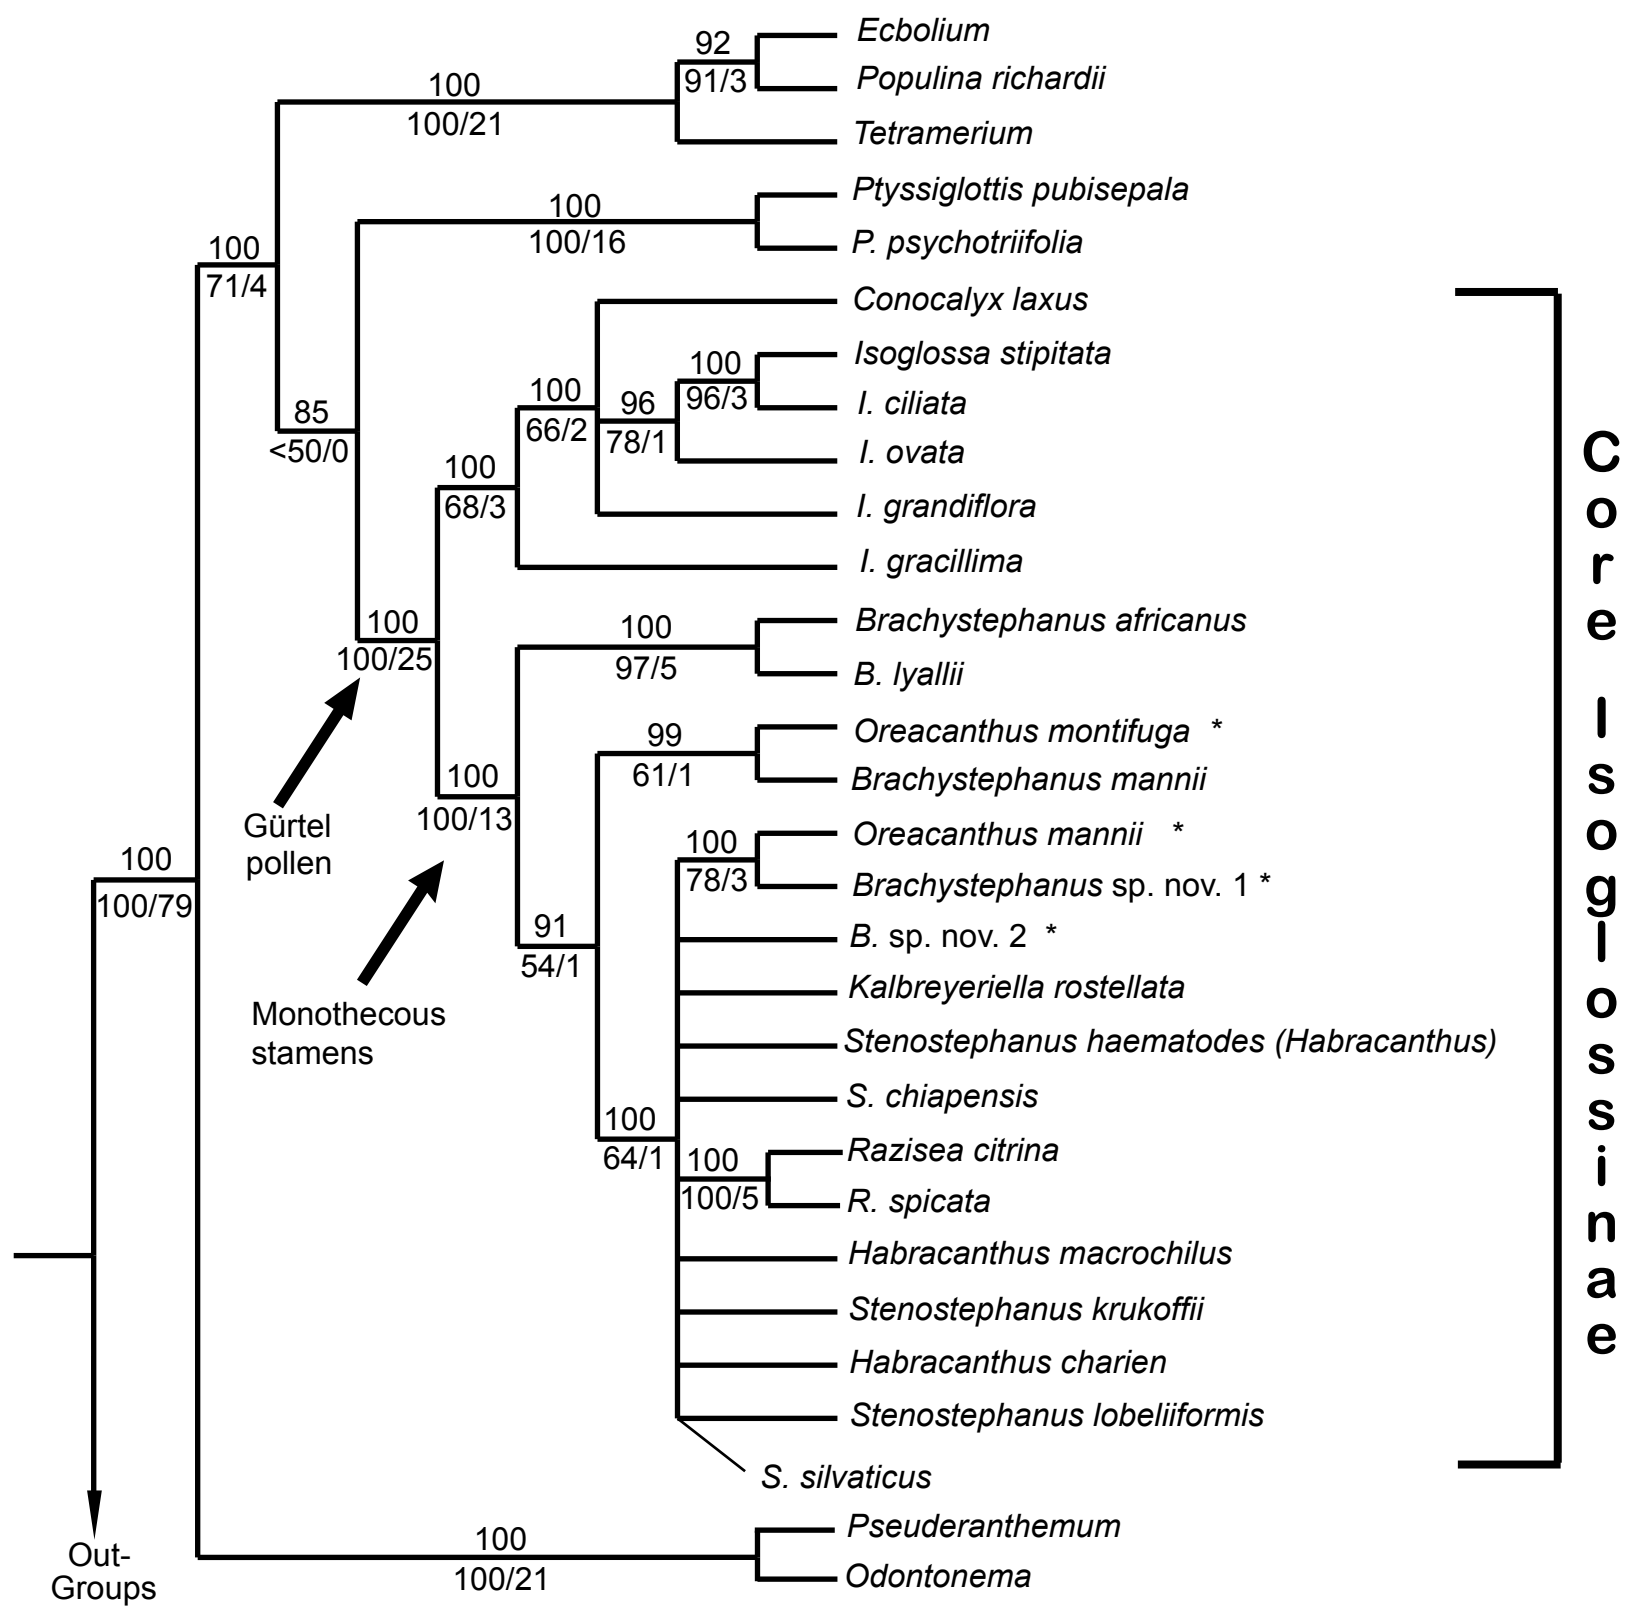 Ecbolium
92
91/3
Populina richardii
100
100/21
Tetramerium
Ptyssiglottis pubisepala
100
100/16
P. psychotriifolia
100
71/4
Conocalyx laxus
Isoglossa stipitata
100
96/3
I. ciliata
100
66/2
96
78/1
I. ovata
85
<50/0
100
68/3
I. grandiflora
I. gracillima
100
100/25
Brachystephanus africanus
100
97/5
B. lyallii
Oreacanthus montifuga *
99
61/1
Brachystephanus mannii
100
100/13
Gürtel
pollen
Oreacanthus mannii *
100
78/3
Brachystephanus sp. nov. 1 *
100
100/79
B. sp. nov. 2 *
91
54/1
Kalbreyeriella rostellata
Monothecous
stamens
Stenostephanus haematodes (Habracanthus)
S. chiapensis
100
64/1
Razisea citrina
100
100/5
R. spicata
Habracanthus macrochilus
Stenostephanus krukoffii
Habracanthus charien
Stenostephanus lobeliiformis
S. silvaticus
Pseuderanthemum
100
100/21
Odontonema
Out-
Groups
Core Isoglossinae